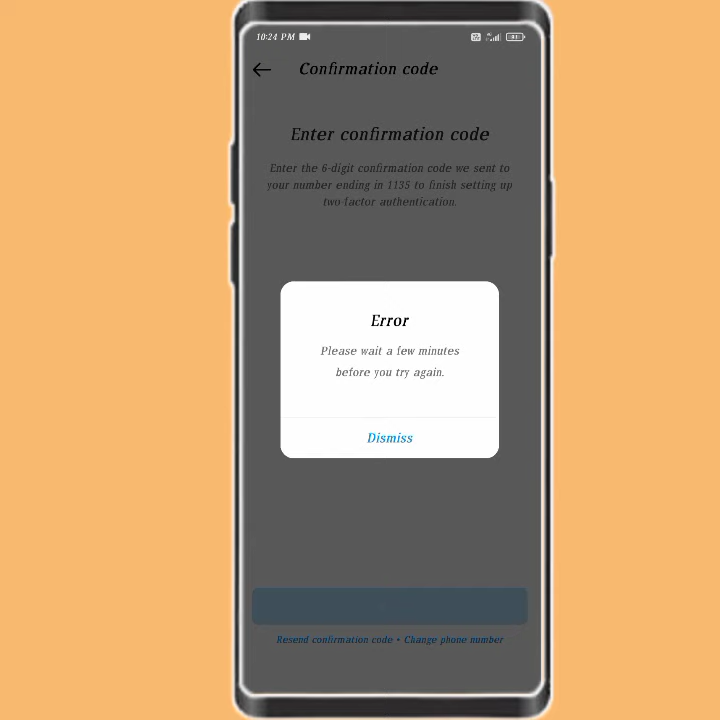 10:24 PM
Confirmation code
Enter confirmation code
Enter the 6-digit confirmation code we sent to
your number ending in 1135 to finish setting up
two-factor authentication.
Error
Please wait a few minutes
before you try again.
Dismiss
Resend confirmation code • Change phone number